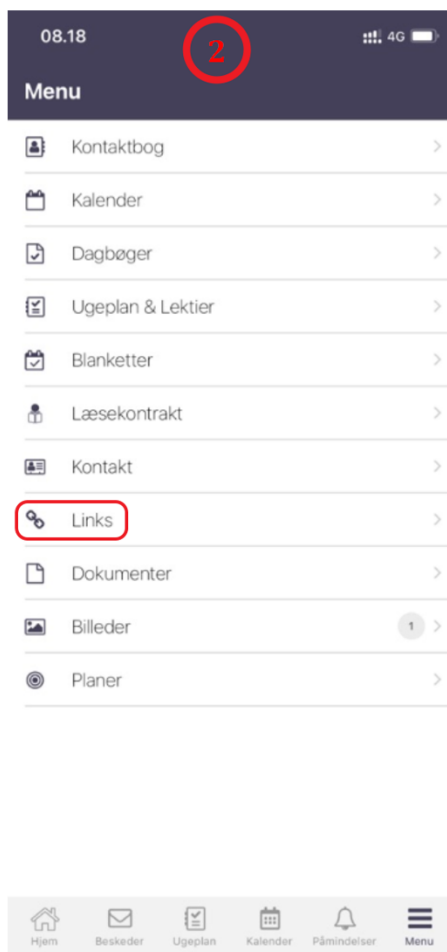 08.18
2
4G
Menu
Kontaktbog
Kalender
Dagbøger
Ugeplan & Lektier
Blanketter
Læsekontrakt
Kontakt
Links
Dokumenter
Billeder 1
Planer
Hjem Beskeder Ugeplan Kalender Påmindelser Menu